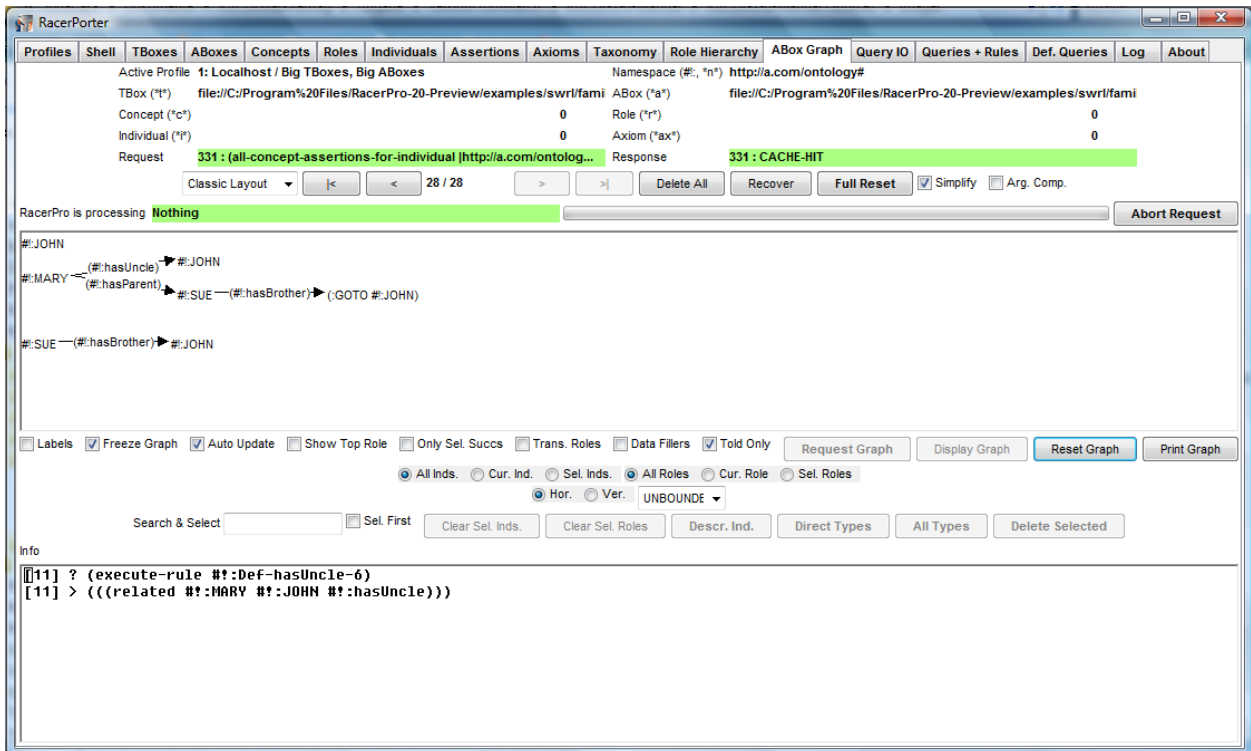 RacerPorter
Profiles Shell TBoxes ABoxes Concepts Roles Individuals Assertions Axioms Taxonomy Role Hierarchy ABox Graph Query IO Queries + Rules Def. Queries Log About
Active Profile 1: Localhost / Big TBoxes, Big ABoxes Namespace (#!:, *n*) http://a.com/ontology#
TBox (*t*) file://C:/Program%20Files/RacerPro-20-Preview/examples/swrl/fami ABox (*a*) file://C:/Program%20Files/RacerPro-20-Preview/examples/swrl/fami
Concept (*c*) 0 Role (*r*) 0
Individual (*i*) 0 Axiom (*ax*) 0
Request 331 : (all-concept-assertions-for-individual |http://a.com/ontolog... Response 331 : CACHE-HIT
Classic Layout |< < 28 / 28 > >| Delete All Recover Full Reset Simplify Arg. Comp.
RacerPro is processing Nothing Abort Request
#!:JOHN
#!:MARY (#!:hasUncle) #!:JOHN
(#!:hasParent) #!:SUE (#!:hasBrother) (:GOTO #!:JOHN)
#!:SUE (#!:hasBrother) #!:JOHN
Labels Freeze Graph Auto Update Show Top Role Only Sel. Succs Trans. Roles Data Fillers Told Only Request Graph Display Graph Reset Graph Print Graph
All Inds. Cur. Ind. Sel. Inds. All Roles Cur. Role Sel. Roles
Hor. Ver. UNBOUNDE
Search & Select Sel. First Clear Sel. Inds. Clear Sel. Roles Descr. Ind. Direct Types All Types Delete Selected
Info
[11] ? (execute-rule #!:Def-hasUncle-6)
[11] > (((related #!:MARY #!:JOHN #!:hasUncle)))